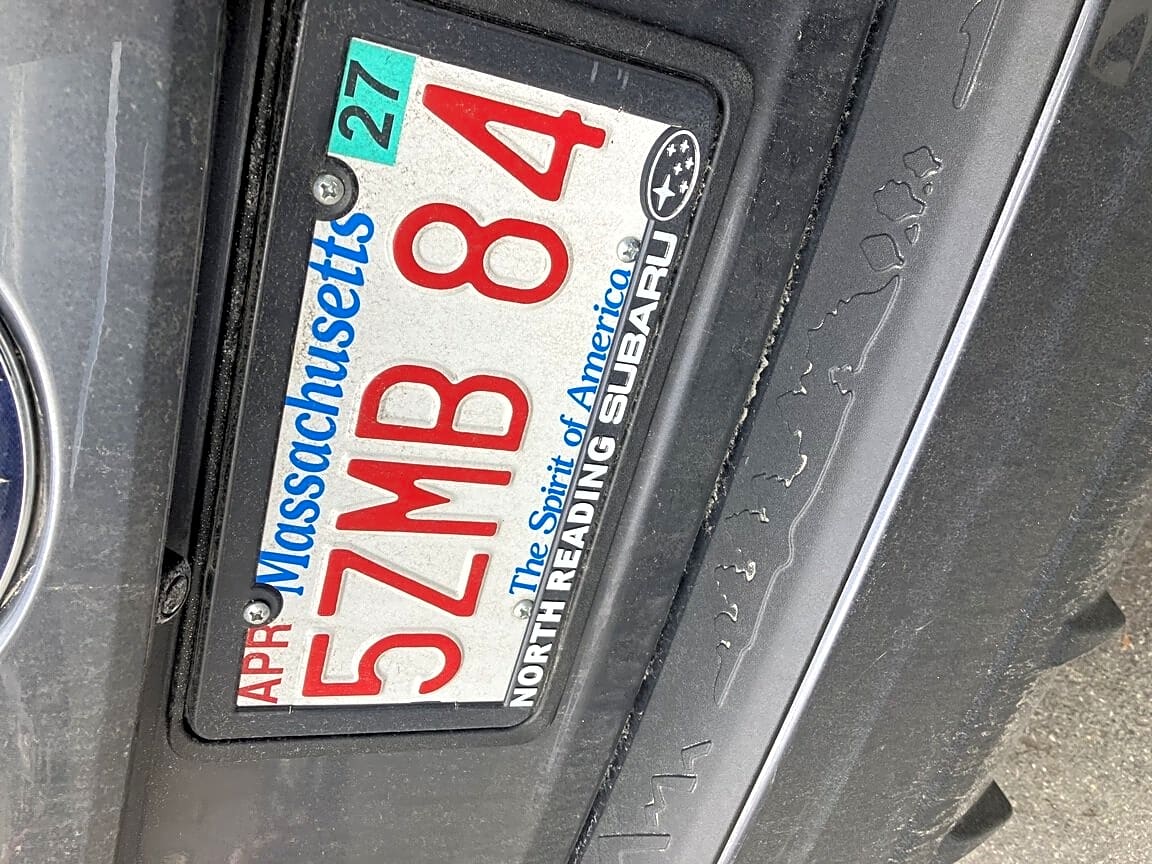 Massachusetts 27
APR
5ZMB 84
The Spirit of America
NORTH READING SUBARU